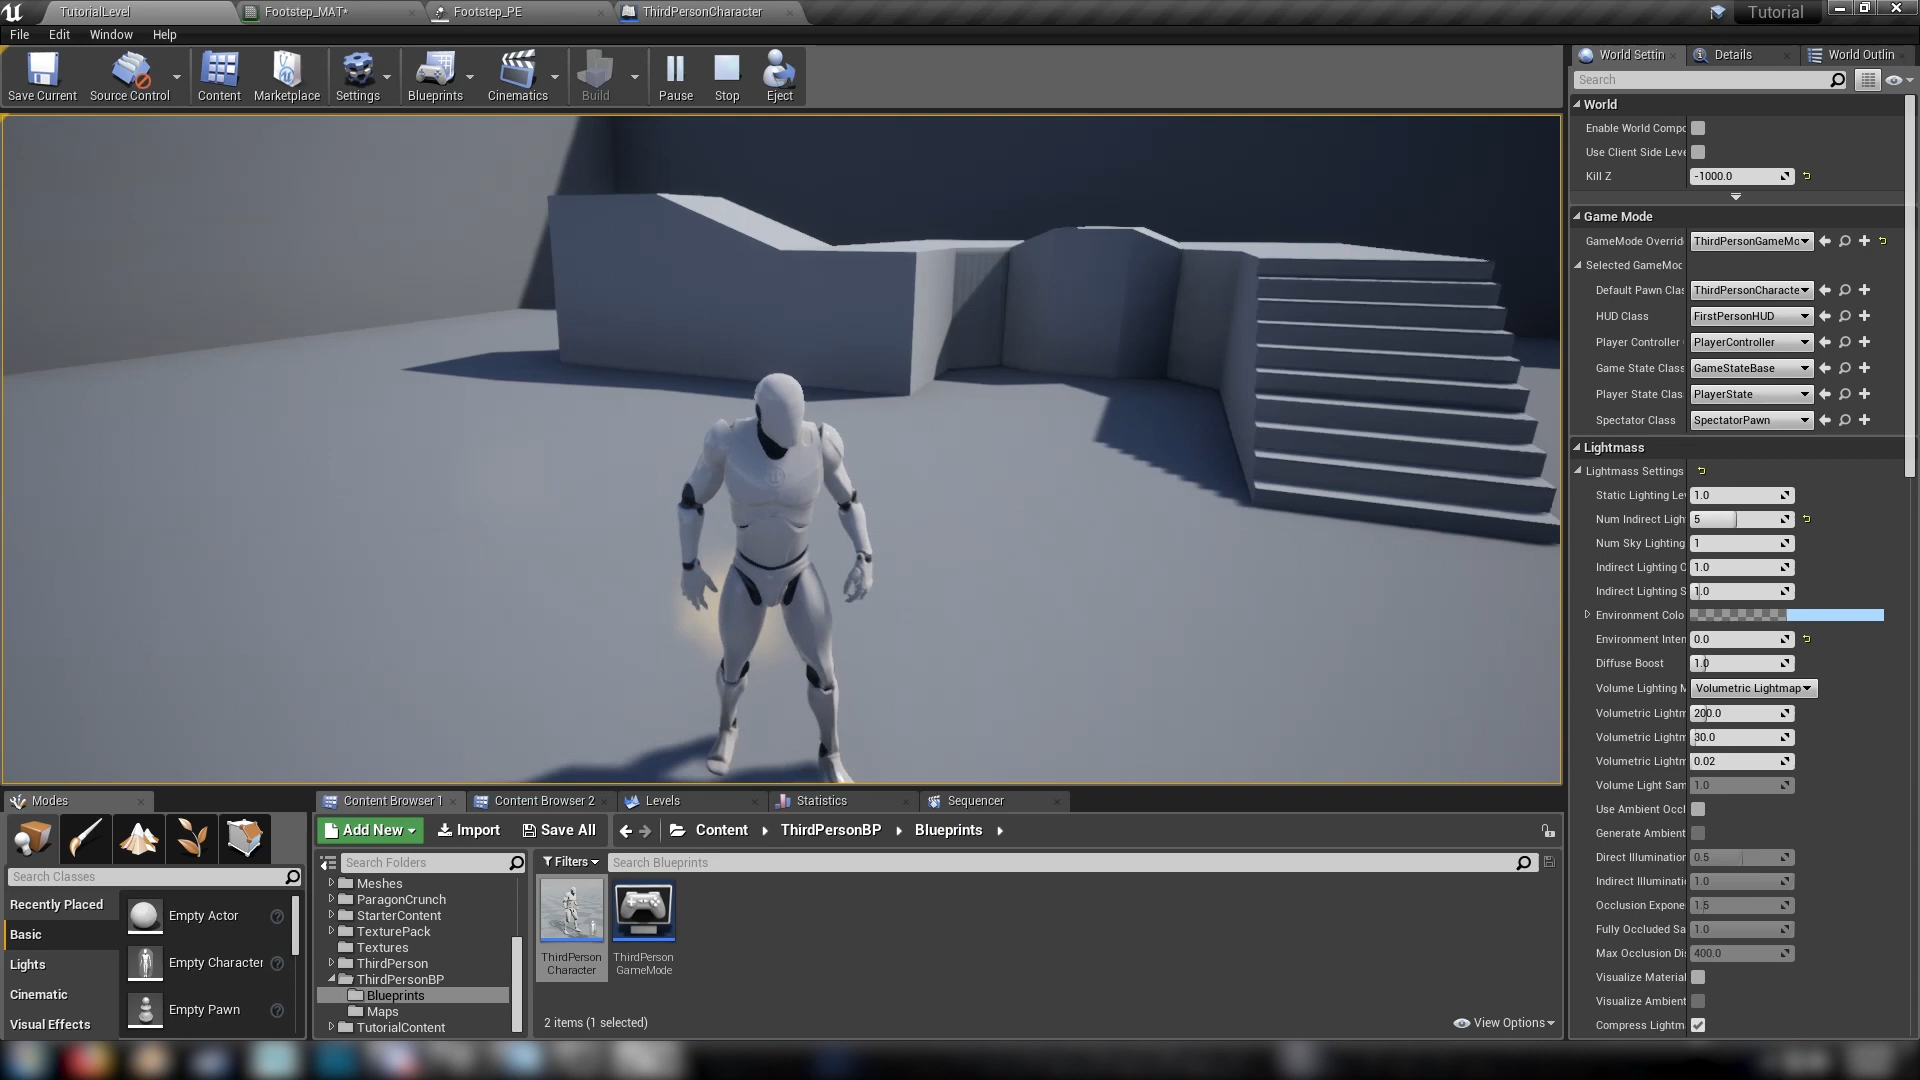 TutorialLevel
Footstep_MAT*
Footstep_PE
ThirdPersonCharacter
Tutorial
File
Edit
Window
Help
Save Current
Source Control
Content
Marketplace
Settings
Blueprints
Cinematics
Build
Pause
Stop
Eject
World Settin
Details
World Outlin
Search
World
Enable World Compo
Use Client Side Leve
Kill Z
-1000.0
Game Mode
GameMode Overrid
ThirdPersonGameMo
Selected GameMod
Default Pawn Clas
ThirdPersonCharacte
HUD Class
FirstPersonHUD
Player Controller
PlayerController
Game State Class
GameStateBase
Player State Clas
PlayerState
Spectator Class
SpectatorPawn
Lightmass
Lightmass Settings
Static Lighting Le
1.0
Num Indirect Ligh
5
Num Sky Lighting
1
Indirect Lighting Q
1.0
Indirect Lighting S
1.0
Environment Colo
Environment Inten
0.0
Diffuse Boost
1.0
Volume Lighting M
Volumetric Lightmap
Volumetric Lightm
200.0
Volumetric Lightm
30.0
Volumetric Lightm
0.02
Volume Light Sam
1.0
Use Ambient Occl
Generate Ambient
Direct Illumination
0.5
Indirect Illuminati
1.0
Occlusion Expone
1.5
Fully Occluded Sa
1.0
Max Occlusion Di
400.0
Visualize Material
Visualize Ambient
Compress Lightm
Modes
Search Classes
Recently Placed
Basic
Lights
Cinematic
Visual Effects
Empty Actor
Empty Character
Empty Pawn
Content Browser 1
Content Browser 2
Levels
Statistics
Sequencer
Add New
Import
Save All
Content
ThirdPersonBP
Blueprints
Search Folders
Filters
Search Blueprints
Meshes
ParagonCrunch
StarterContent
TexturePack
Textures
ThirdPerson
ThirdPersonBP
Blueprints
Maps
TutorialContent
ThirdPerson
Character
ThirdPerson
GameMode
2 items (1 selected)
View Options